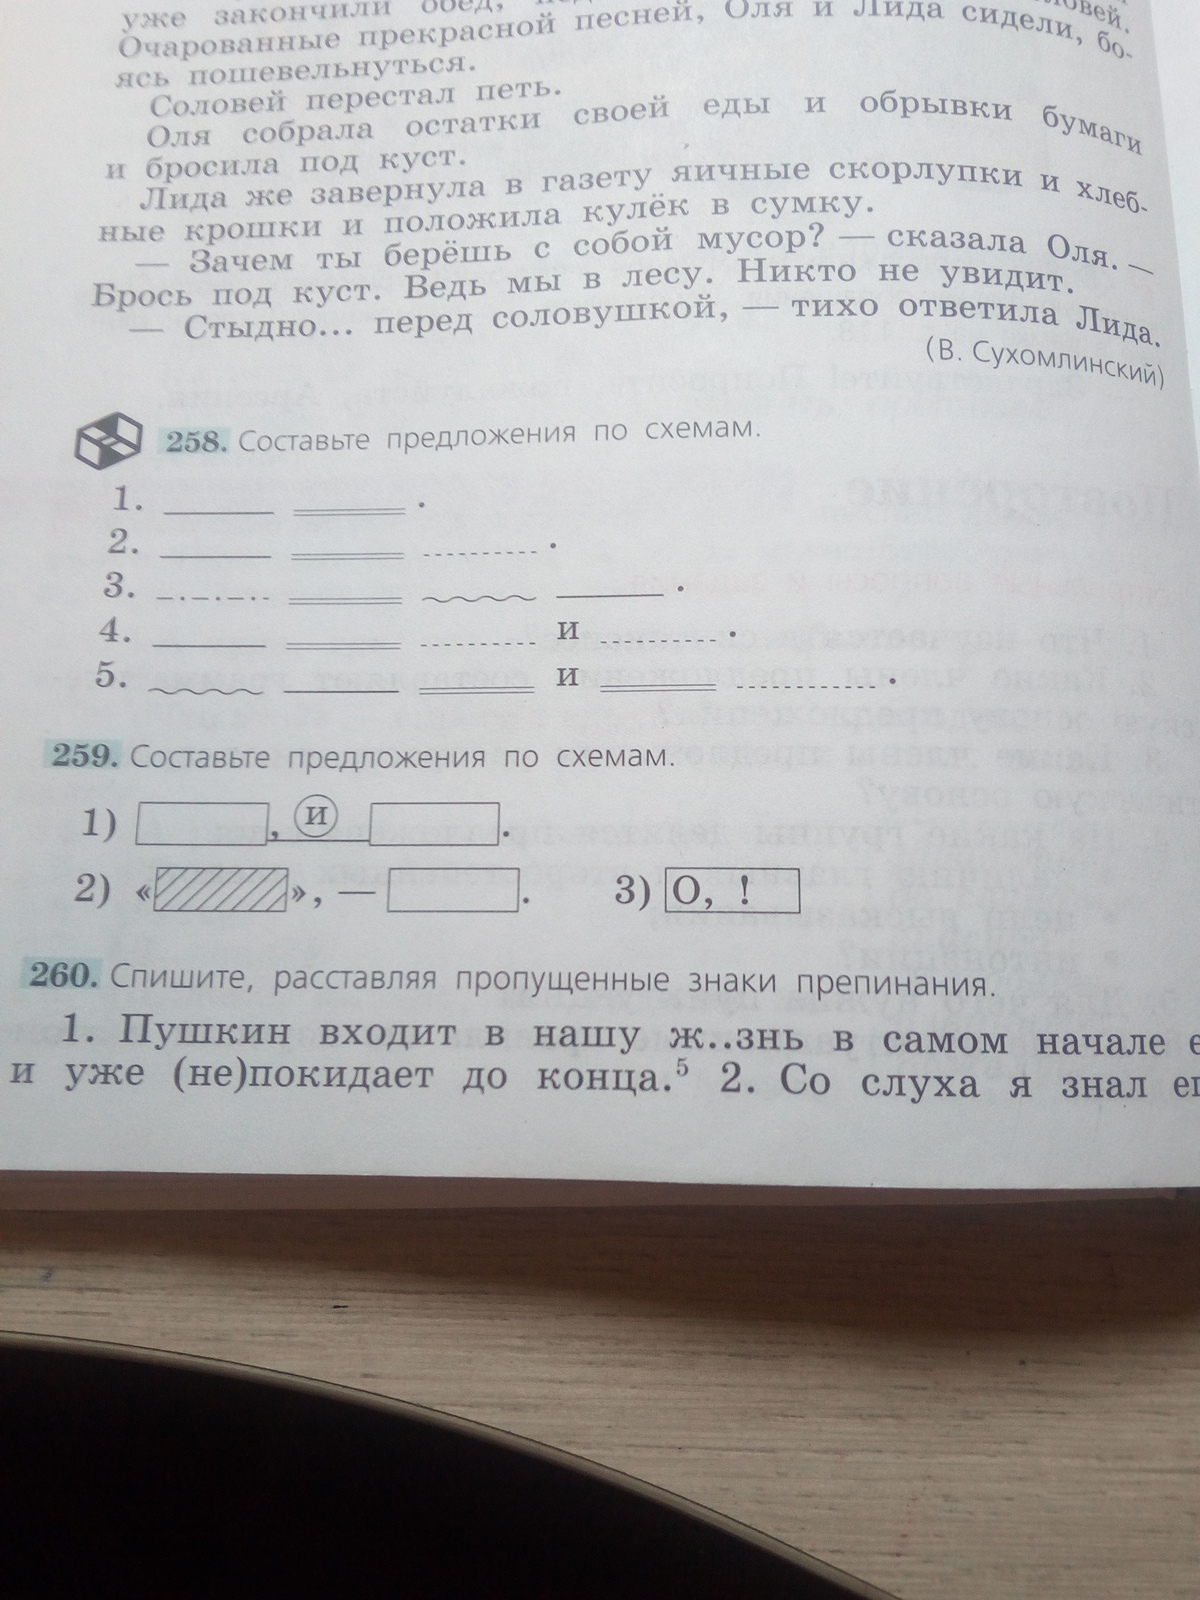 уже закончили обед,
Очарованные прекрасной песней, Оля и Лида сидели, бо-
ясь пошевельнуться.
Соловей перестал петь.
Оля собрала остатки своей еды и обрывки бумаги
и бросила под куст.
Лида же завернула в газету яичные скорлупки и хлеб-
ные крошки и положила кулёк в сумку.
— Зачем ты берёшь с собой мусор? — сказала Оля. —
Брось под куст. Ведь мы в лесу. Никто не увидит.
— Стыдно... перед соловушкой, — тихо ответила Лида.
(В. Сухомлинский)
258. Составьте предложения по схемам.
1. .
2. .
3. .
4. и .
5. и .
259. Составьте предложения по схемам.
1) , и .
2) « », — . 3) О, !
260. Спишите, расставляя пропущенные знаки препинания.
1. Пушкин входит в нашу ж..знь в самом начале
и уже (не)покидает до конца.⁵ 2. Со слуха я знал